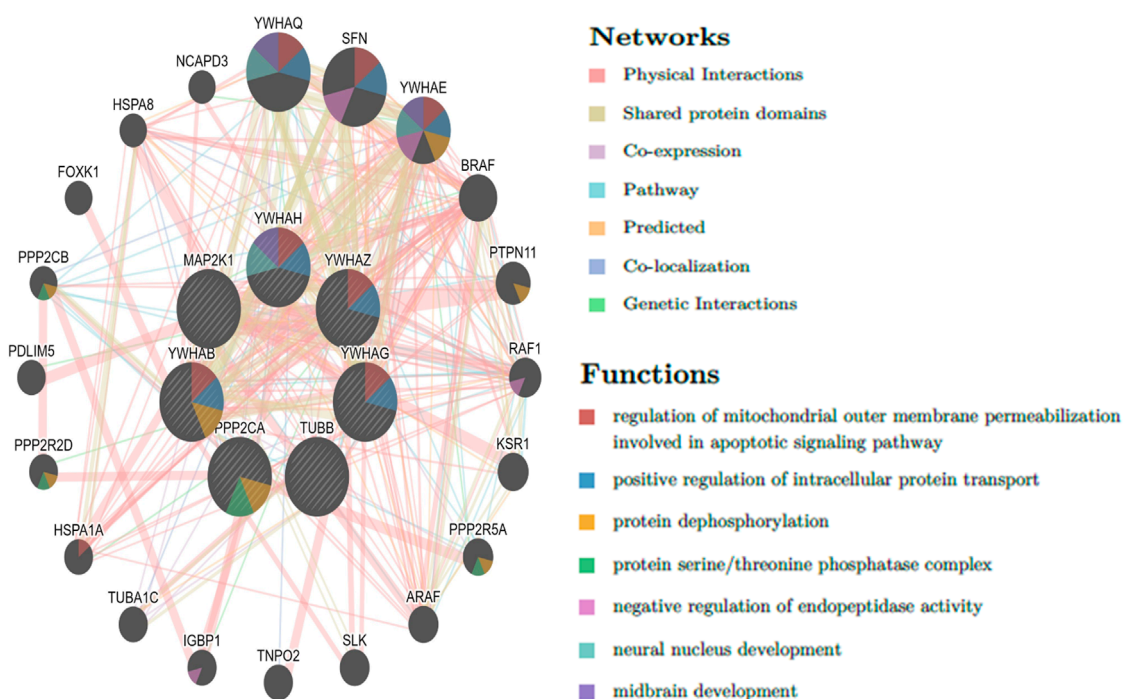 YWHAQ
SFN
NCAPD3
YWHAE
HSPA8
BRAF
FOXK1
YWHAH
PPP2CB
MAP2K1
YWHAZ
PTPN11
PDLIM5
YWHAB
YWHAG
RAF1
PPP2R2D
PPP2CA
TUBB
KSR1
HSPA1A
PPP2R5A
TUBA1C
ARAF
IGBP1
TNPO2
SLK
Networks
Physical Interactions
Shared protein domains
Co-expression
Pathway
Predicted
Co-localization
Genetic Interactions
Functions
regulation of mitochondrial outer membrane permeabilization
involved in apoptotic signaling pathway
positive regulation of intracellular protein transport
protein dephosphorylation
protein serine/threonine phosphatase complex
negative regulation of endopeptidase activity
neural nucleus development
midbrain development